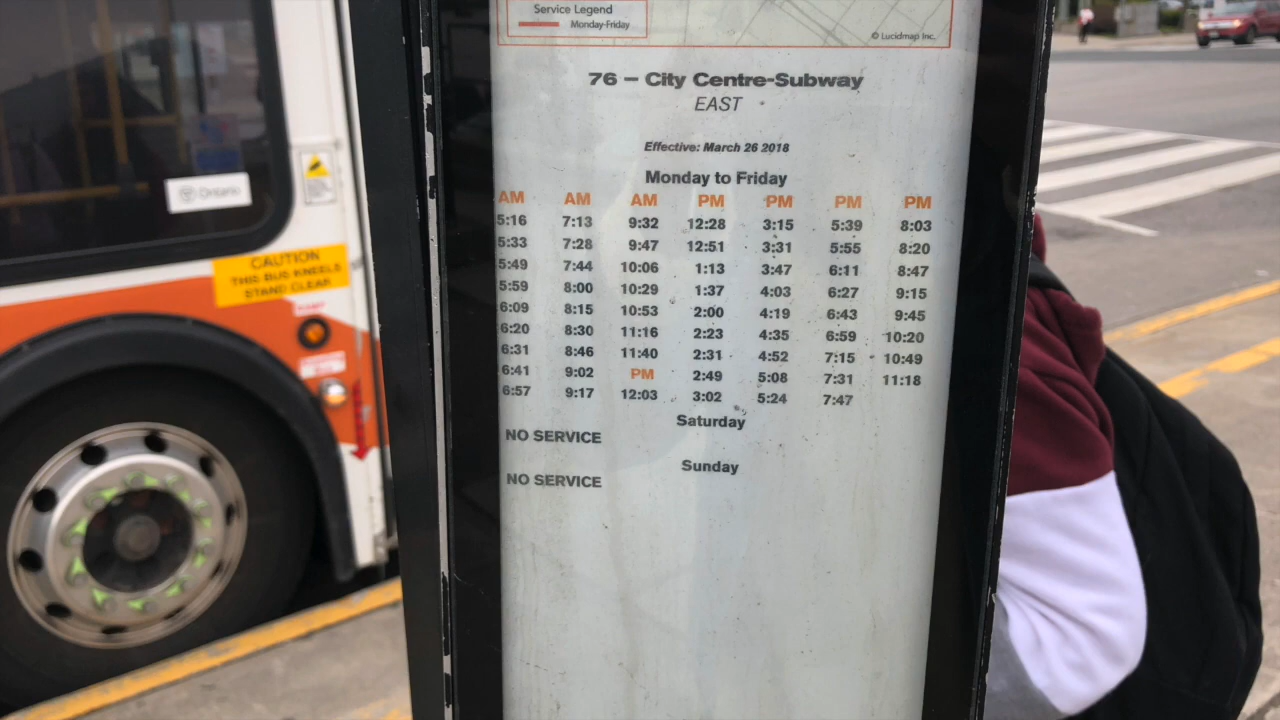 Service Legend
Monday-Friday
© Lucidmap Inc.
76 – City Centre-Subway
EAST
Effective: March 26 2018
Monday to Friday
AM AM AM PM PM PM PM
5:16 7:13 9:32 12:28 3:15 5:39 8:03
5:33 7:28 9:47 12:51 3:31 5:55 8:20
5:49 7:44 10:06 1:13 3:47 6:11 8:47
5:59 8:00 10:29 1:37 4:03 6:27 9:15
6:09 8:15 10:53 2:00 4:19 6:43 9:45
6:20 8:30 11:16 2:23 4:35 6:59 10:20
6:31 8:46 11:40 2:31 4:52 7:15 10:49
6:41 9:02 PM 2:49 5:08 7:31 11:18
6:57 9:17 12:03 3:02 5:24 7:47
Saturday
NO SERVICE
Sunday
NO SERVICE
Ontario
CAUTION
THIS BUS KNEELS
STAND CLEAR